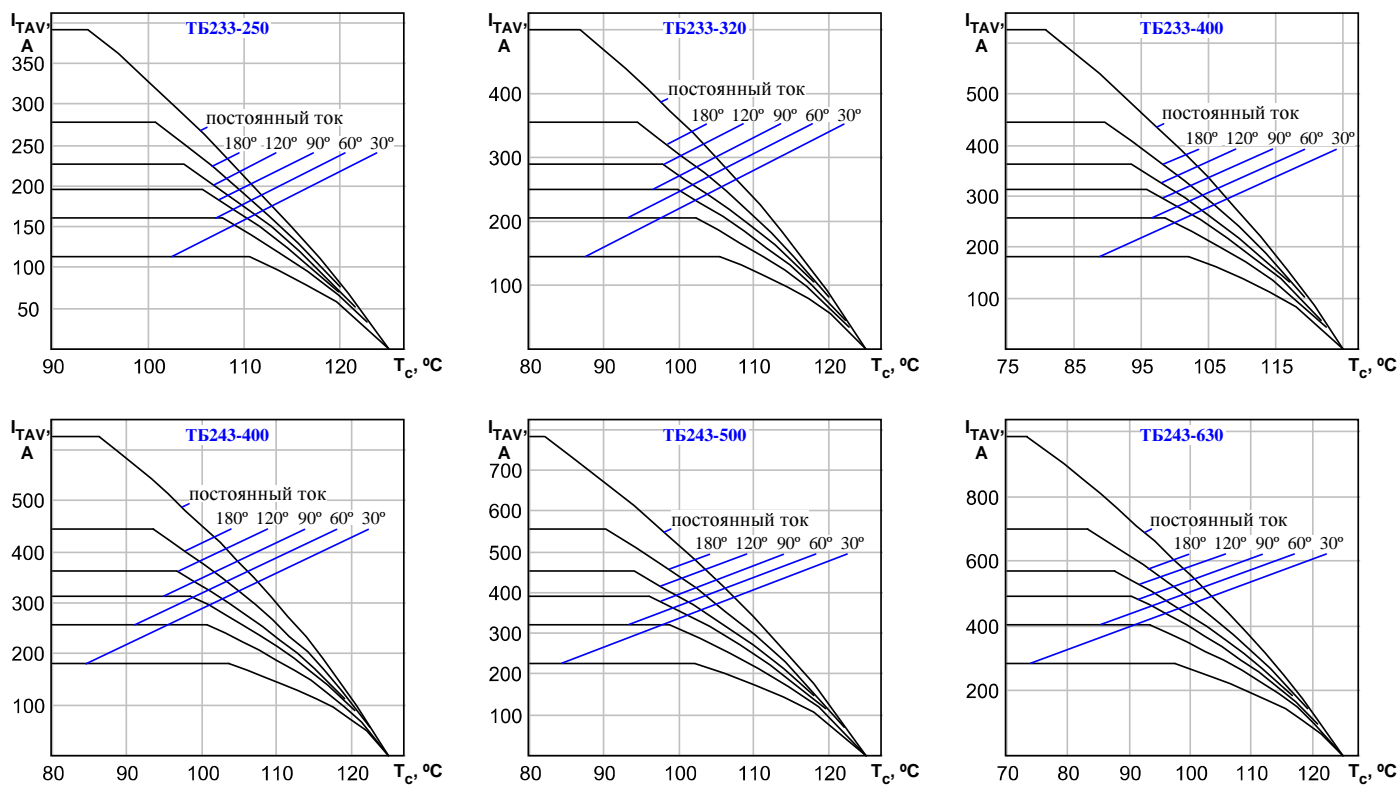 I_TAV, A
ТБ233-250
350
300
250
200
150
100
50
постоянный ток
180º 120º 90º 60º 30º
90 100 110 120 T_c, ºC
I_TAV, A
ТБ233-320
400
300
200
100
постоянный ток
180º 120º 90º 60º 30º
80 90 100 110 120 T_c, ºC
I_TAV, A
ТБ233-400
500
400
300
200
100
постоянный ток
180º 120º 90º 60º 30º
75 85 95 105 115 T_c, ºC
I_TAV, A
ТБ243-400
500
400
300
200
100
постоянный ток
180º 120º 90º 60º 30º
80 90 100 110 120 T_c, ºC
I_TAV, A
ТБ243-500
700
600
500
400
300
200
100
постоянный ток
180º 120º 90º 60º 30º
80 90 100 110 120 T_c, ºC
I_TAV, A
ТБ243-630
800
600
400
200
постоянный ток
180º 120º 90º 60º 30º
70 80 90 100 110 120 T_c, ºC